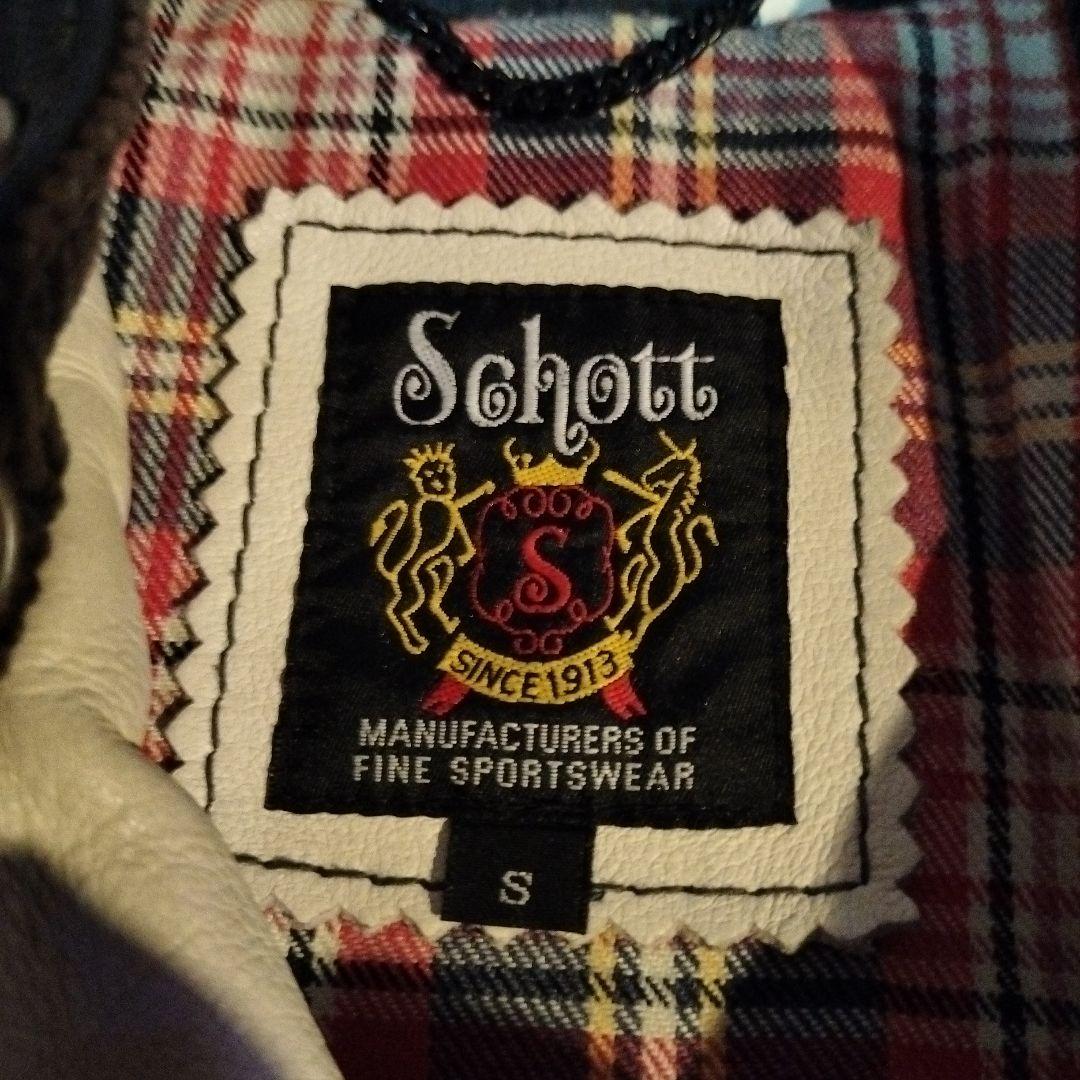 Schott
S
SINCE 1913
MANUFACTURERS OF
FINE SPORTSWEAR
S